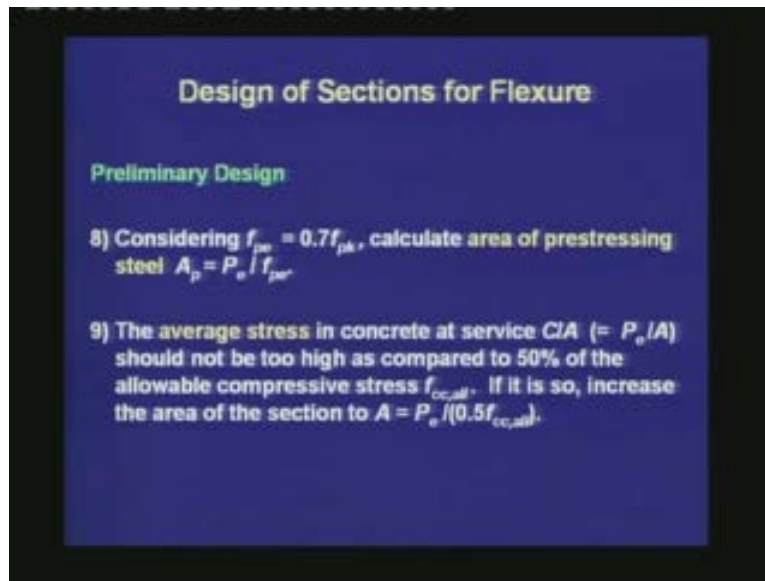 Design of Sections for Flexure
Preliminary Design
8) Considering fpe = 0.7fpk, calculate area of prestressing
steel Ap = Pe / fpe.
9) The average stress in concrete at service C/A (= Pe/A)
should not be too high as compared to 50% of the
allowable compressive stress fcc,all. If it is so, increase
the area of the section to A = Pe /(0.5fcc,all).